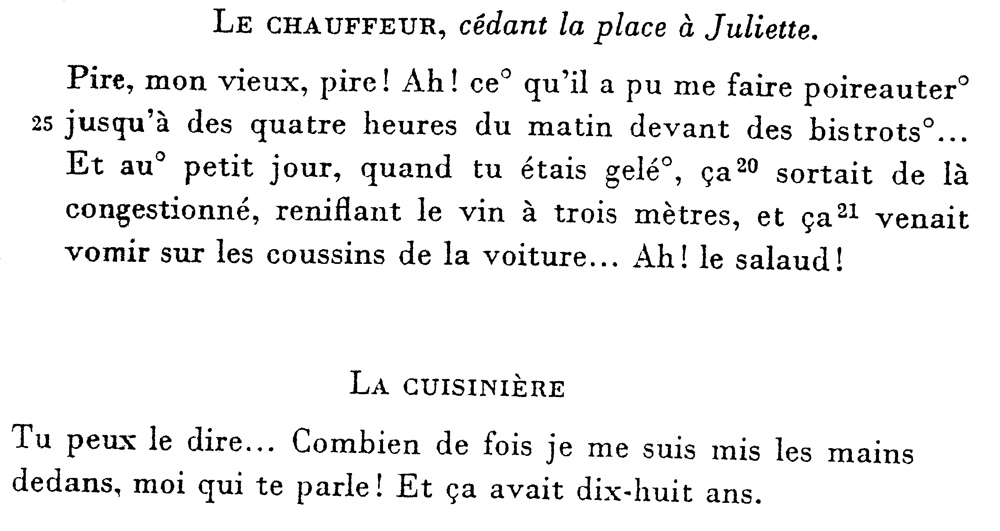 LE CHAUFFEUR, cédant la place à Juliette.
Pire, mon vieux, pire! Ah! ce° qu'il a pu me faire poireauter°
25 jusqu'à des quatre heures du matin devant des bistrots°...
Et au° petit jour, quand tu étais gelé°, ça²⁰ sortait de là
congestionné, reniflant le vin à trois mètres, et ça²¹ venait
vomir sur les coussins de la voiture... Ah! le salaud!
LA CUISINIÈRE
Tu peux le dire... Combien de fois je me suis mis les mains
dedans, moi qui te parle! Et ça avait dix-huit ans.